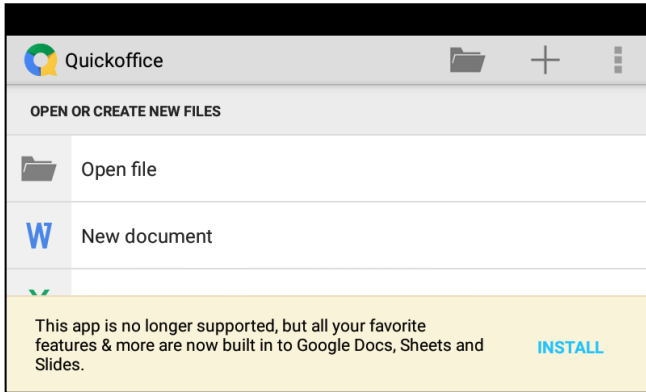 Quickoffice
OPEN OR CREATE NEW FILES
Open file
W New document
This app is no longer supported, but all your favorite
features & more are now built in to Google Docs, Sheets and
Slides.
INSTALL